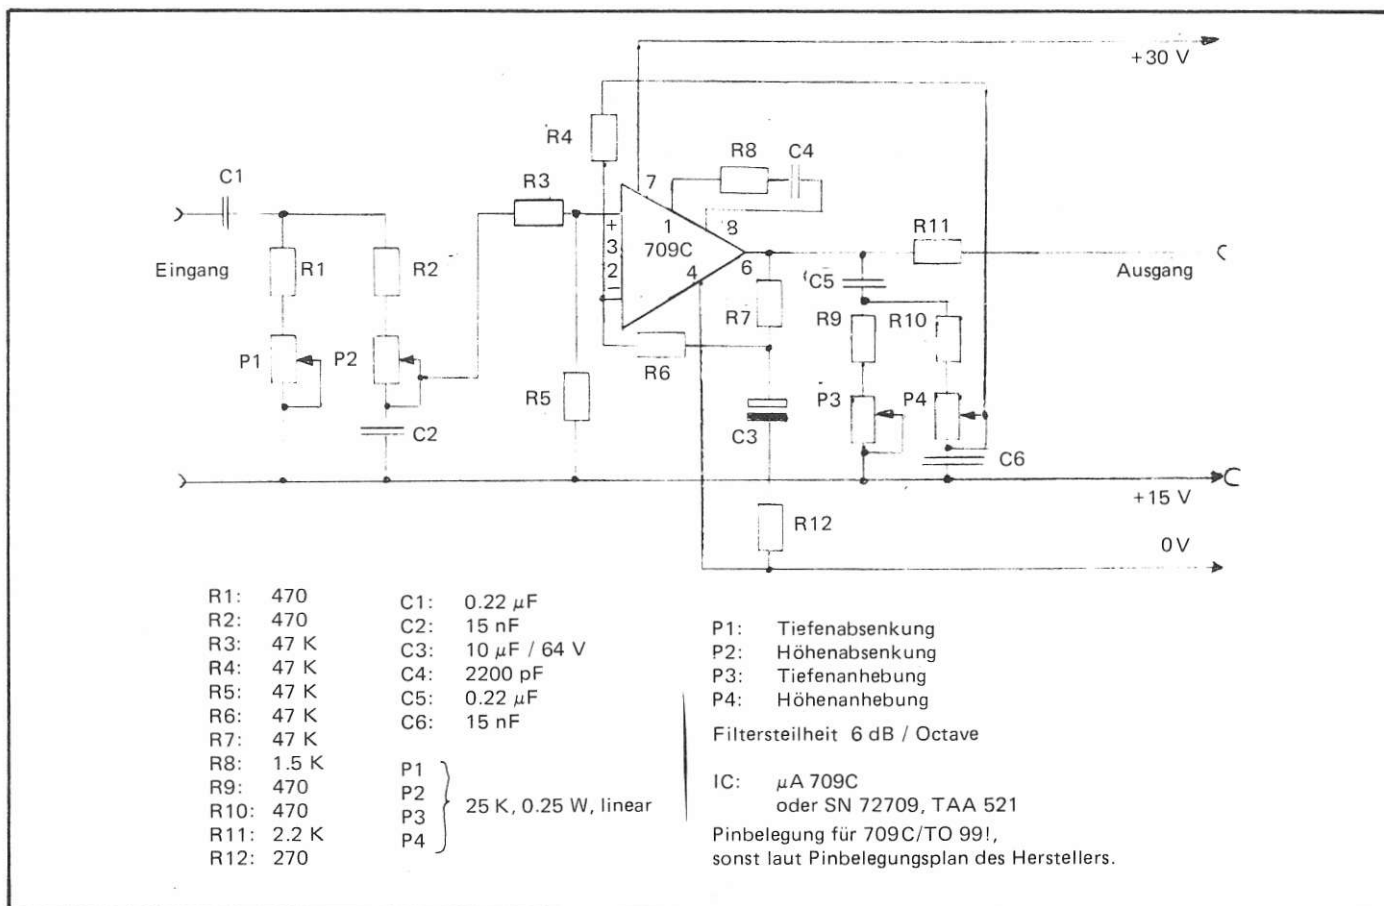 +30 V
R4
R8
C4
C1
R3
7
+
3
2
−
709C
1
8
4
6
R11
Eingang
R1
R2
R7
C5
Ausgang
P1
P2
R6
R9
R10
R5
C3
P3
P4
C2
C6
+15 V
R12
0 V
R1: 470
R2: 470
R3: 47 K
R4: 47 K
R5: 47 K
R6: 47 K
R7: 47 K
R8: 1.5 K
R9: 470
R10: 470
R11: 2.2 K
R12: 270
C1: 0.22 µF
C2: 15 nF
C3: 10 µF / 64 V
C4: 2200 pF
C5: 0.22 µF
C6: 15 nF
P1
P2
P3
P4
25 K, 0.25 W, linear
P1: Tiefenabsenkung
P2: Höhenabsenkung
P3: Tiefenanhebung
P4: Höhenanhebung
Filtersteilheit 6 dB / Octave
IC: µA 709C
oder SN 72709, TAA 521
Pinbelegung für 709C/TO 99!,
sonst laut Pinbelegungsplan des Herstellers.